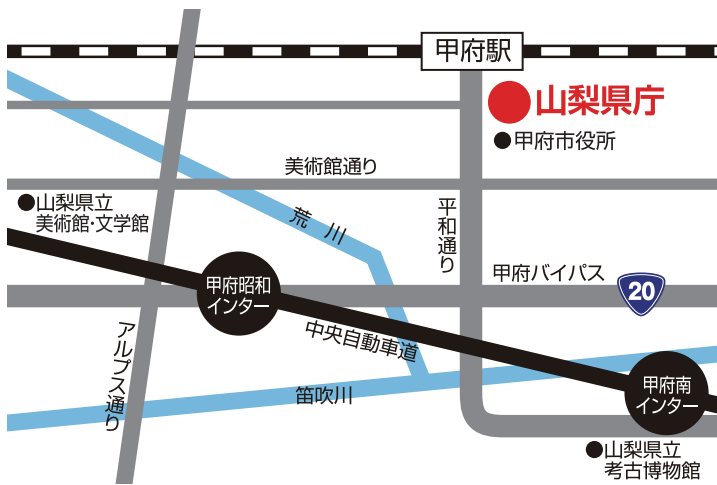 甲府駅
山梨県庁
甲府市役所
美術館通り
山梨県立
美術館・文学館
荒川
平和通り
甲府バイパス
20
甲府昭和
インター
中央自動車道
アルプス通り
笛吹川
甲府南
インター
山梨県立
考古博物館